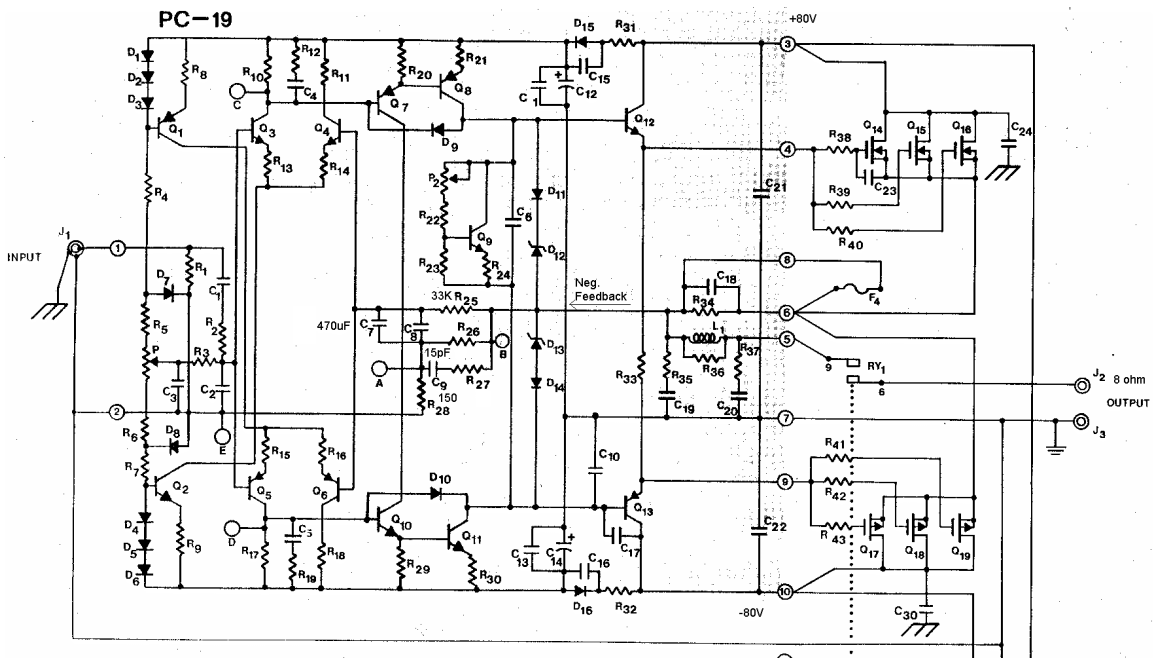 PC-19
+80V
D15
R31
3
D1
D2
D3
R8
R10
R12
R11
C4
C
R20
R21
Q7
Q8
C15
C12
Q1
Q3
Q4
R13
R14
D9
Q12
Q14
Q15
Q16
R38
C24
4
C23
R39
R40
C21
R4
P2
R22
R23
Q9
R24
C6
D11
D12
J1
INPUT
1
D7
R1
C1
8
C18
F4
Neg.
Feedback
R34
6
33K R25
470uF
C7
C8
R26
B
R5
R2
P
R3
C3
C2
A
15pF
C9
R27
150
R28
D13
D14
L1
R36
R37
5
R35
R33
C19
C20
9
RY1
6
J2
8 ohm
OUTPUT
J3
2
7
R6
D8
E
R7
Q2
R15
R16
Q5
Q6
D10
C10
R41
R42
R43
9
D4
D5
D6
R9
D
R17
C5
R19
R18
Q10
Q11
R29
R30
Q13
C17
C13
C14
C16
D16
R32
C22
Q17
Q18
Q19
10
-80V
C30